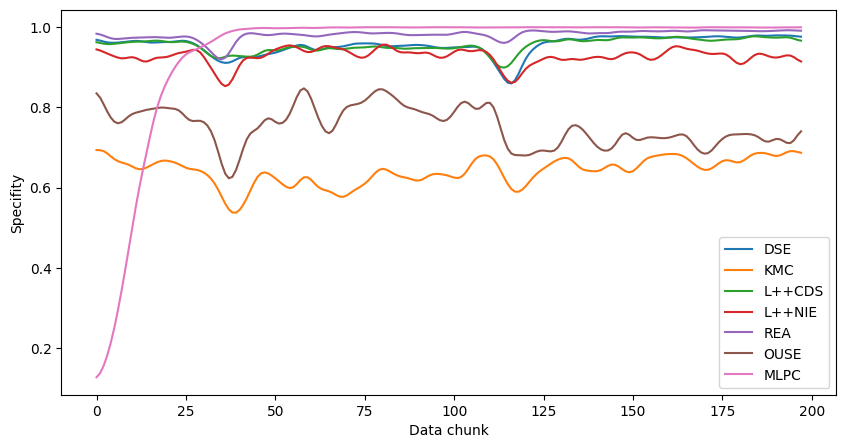 1.0
0.8
0.6
0.4
0.2
Specifity
0
25
50
75
100
125
150
175
200
Data chunk
DSE
KMC
L++CDS
L++NIE
REA
OUSE
MLPC